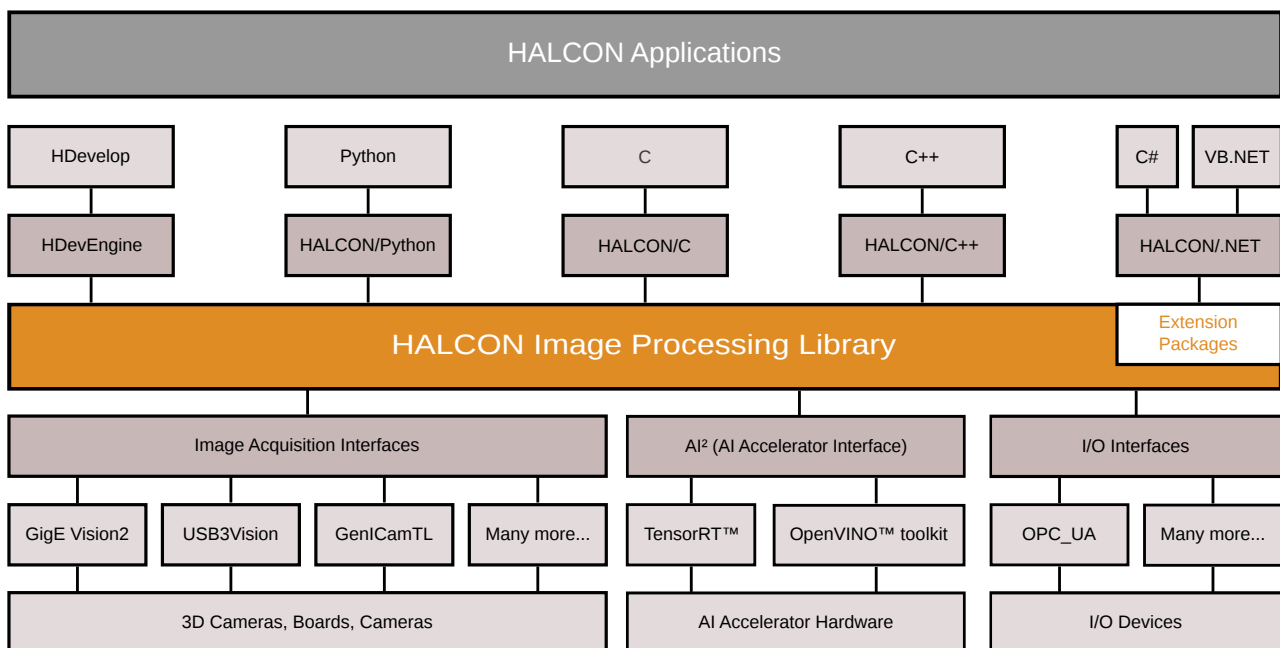 HALCON Applications
HDevelop
Python
C
C++
C#
VB.NET
HDevEngine
HALCON/Python
HALCON/C
HALCON/C++
HALCON/.NET
HALCON Image Processing Library
Extension
Packages
Image Acquisition Interfaces
AI² (AI Accelerator Interface)
I/O Interfaces
GigE Vision2
USB3Vision
GenICamTL
Many more...
TensorRT™
OpenVINO™ toolkit
OPC_UA
Many more...
3D Cameras, Boards, Cameras
AI Accelerator Hardware
I/O Devices